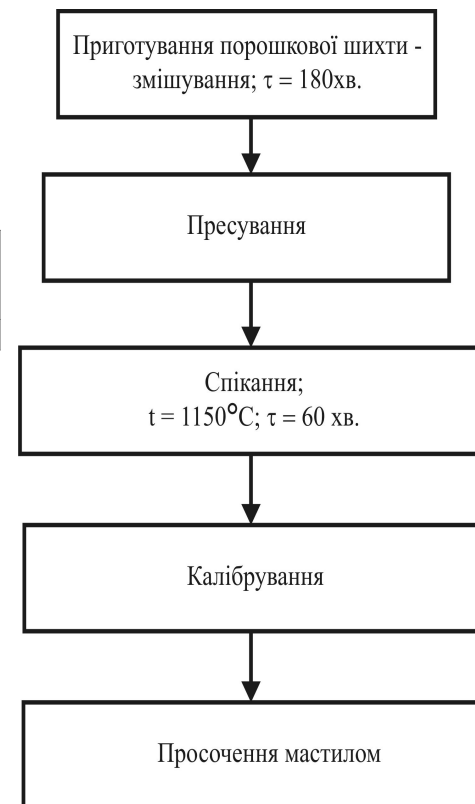 Приготування порошкової шихти -
змішування; τ = 180хв.
Пресування
Спікання;
t = 1150°C; τ = 60 хв.
Калібрування
Просочення мастилом